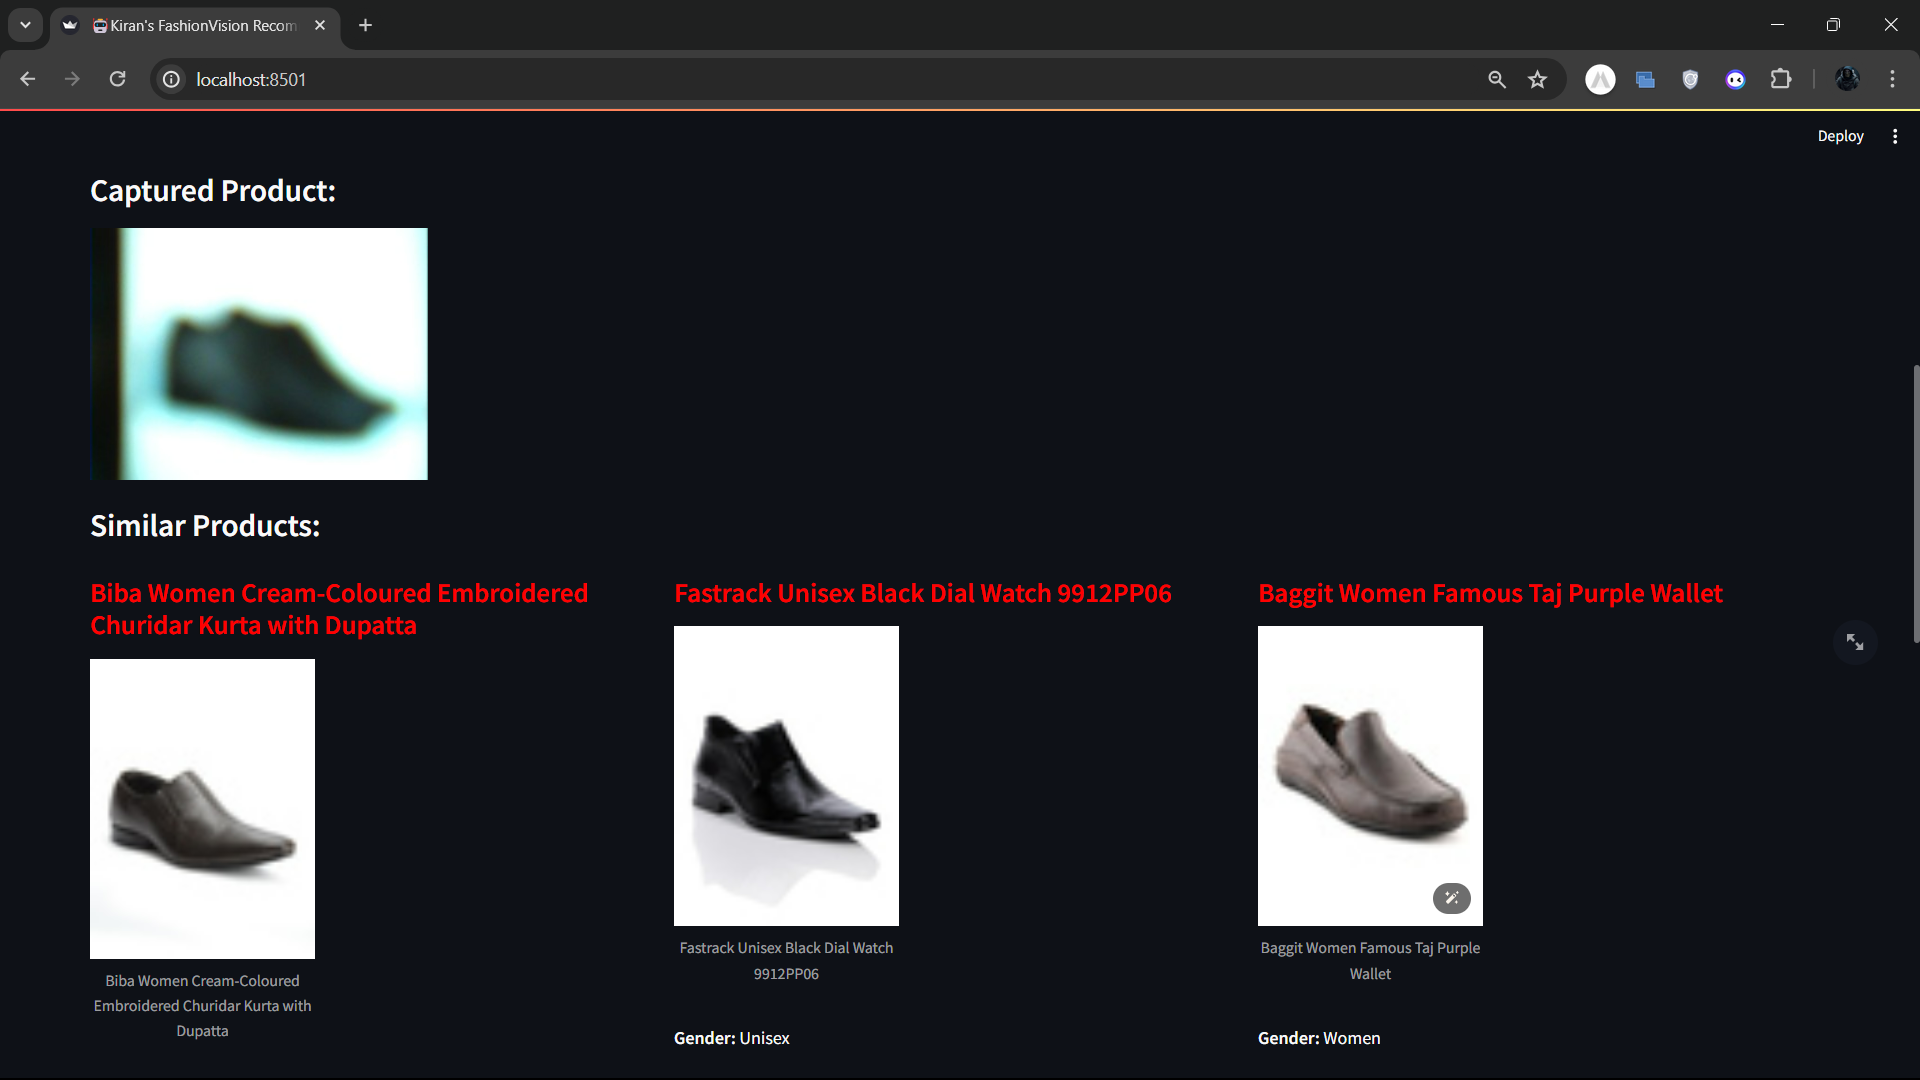 Kiran's FashionVision Recom
localhost:8501
Deploy
Captured Product:
Similar Products:
Biba Women Cream-Coloured Embroidered
Churidar Kurta with Dupatta
Fastrack Unisex Black Dial Watch 9912PP06
Baggit Women Famous Taj Purple Wallet
Biba Women Cream-Coloured
Embroidered Churidar Kurta with
Dupatta
Fastrack Unisex Black Dial Watch
9912PP06
Gender: Unisex
Baggit Women Famous Taj Purple
Wallet
Gender: Women